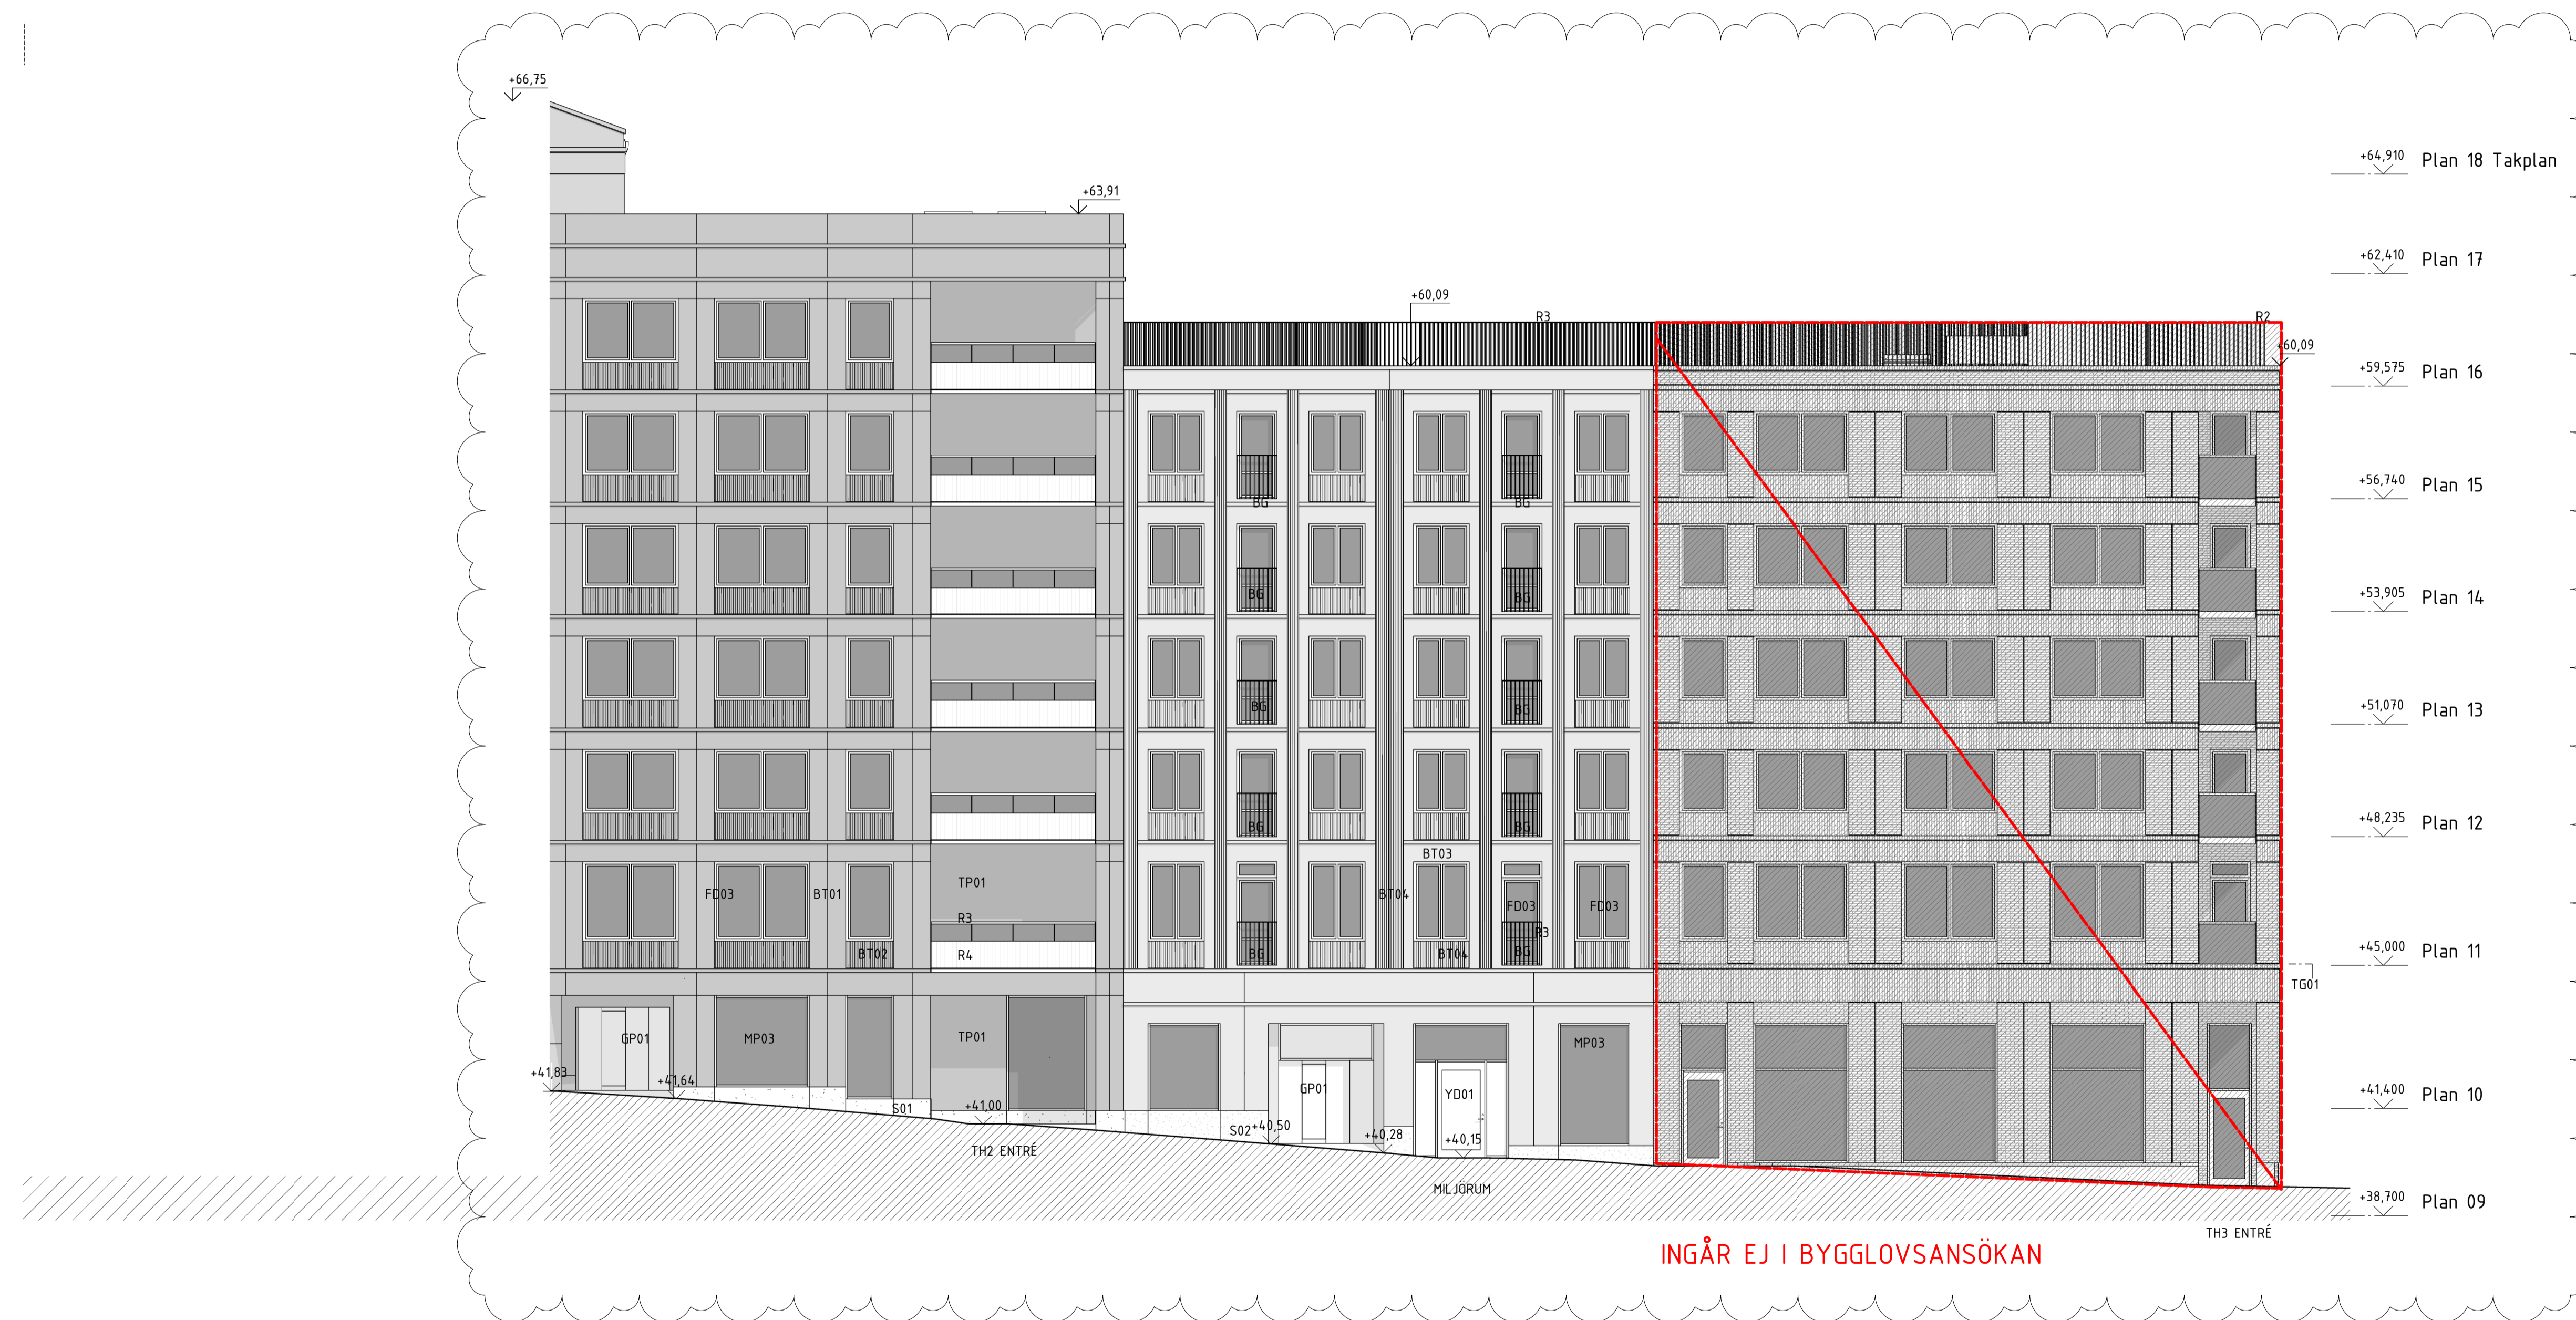 +66,75
+64,910 Plan 18 Takplan
+63,91
+62,410 Plan 17
+60,09
R3
R2
+60,09
+59,575 Plan 16
+56,740 Plan 15
BG
BG
+53,905 Plan 14
BG
BG
+51,070 Plan 13
BG
BG
+48,235 Plan 12
BG
BG
BT03
TP01
FD03
BT01
BT04
FD03
FD03
R3
R3
BT02
R4
BG
BT04
BG
+45,000 Plan 11
TG01
GP01
MP03
TP01
MP03
+41,83
+41,64
GP01
YD01
+41,400 Plan 10
S01
+41,00
S02
+40,50
+40,28
+40,15
TH2 ENTRÉ
MILJÖRUM
+38,700 Plan 09
TH3 ENTRÉ
INGÅR EJ I BYGGLOVSANSÖKAN